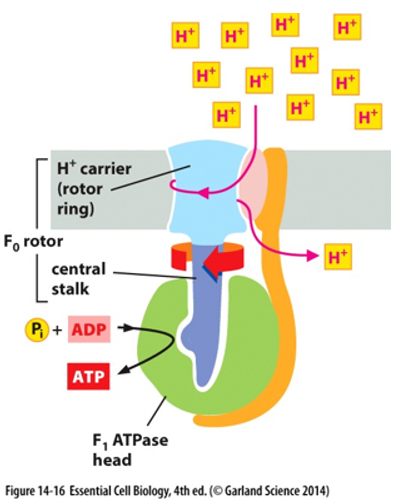 H⁺ H⁺ H⁺ H⁺
H⁺ H⁺ H⁺ H⁺
H⁺ H⁺ H⁺
H⁺ carrier
(rotor
ring)
F₀ rotor
H⁺
central
stalk
Pᵢ + ADP
ATP
F₁ ATPase
head
Figure 14-16 Essential Cell Biology, 4th ed. (© Garland Science 2014)